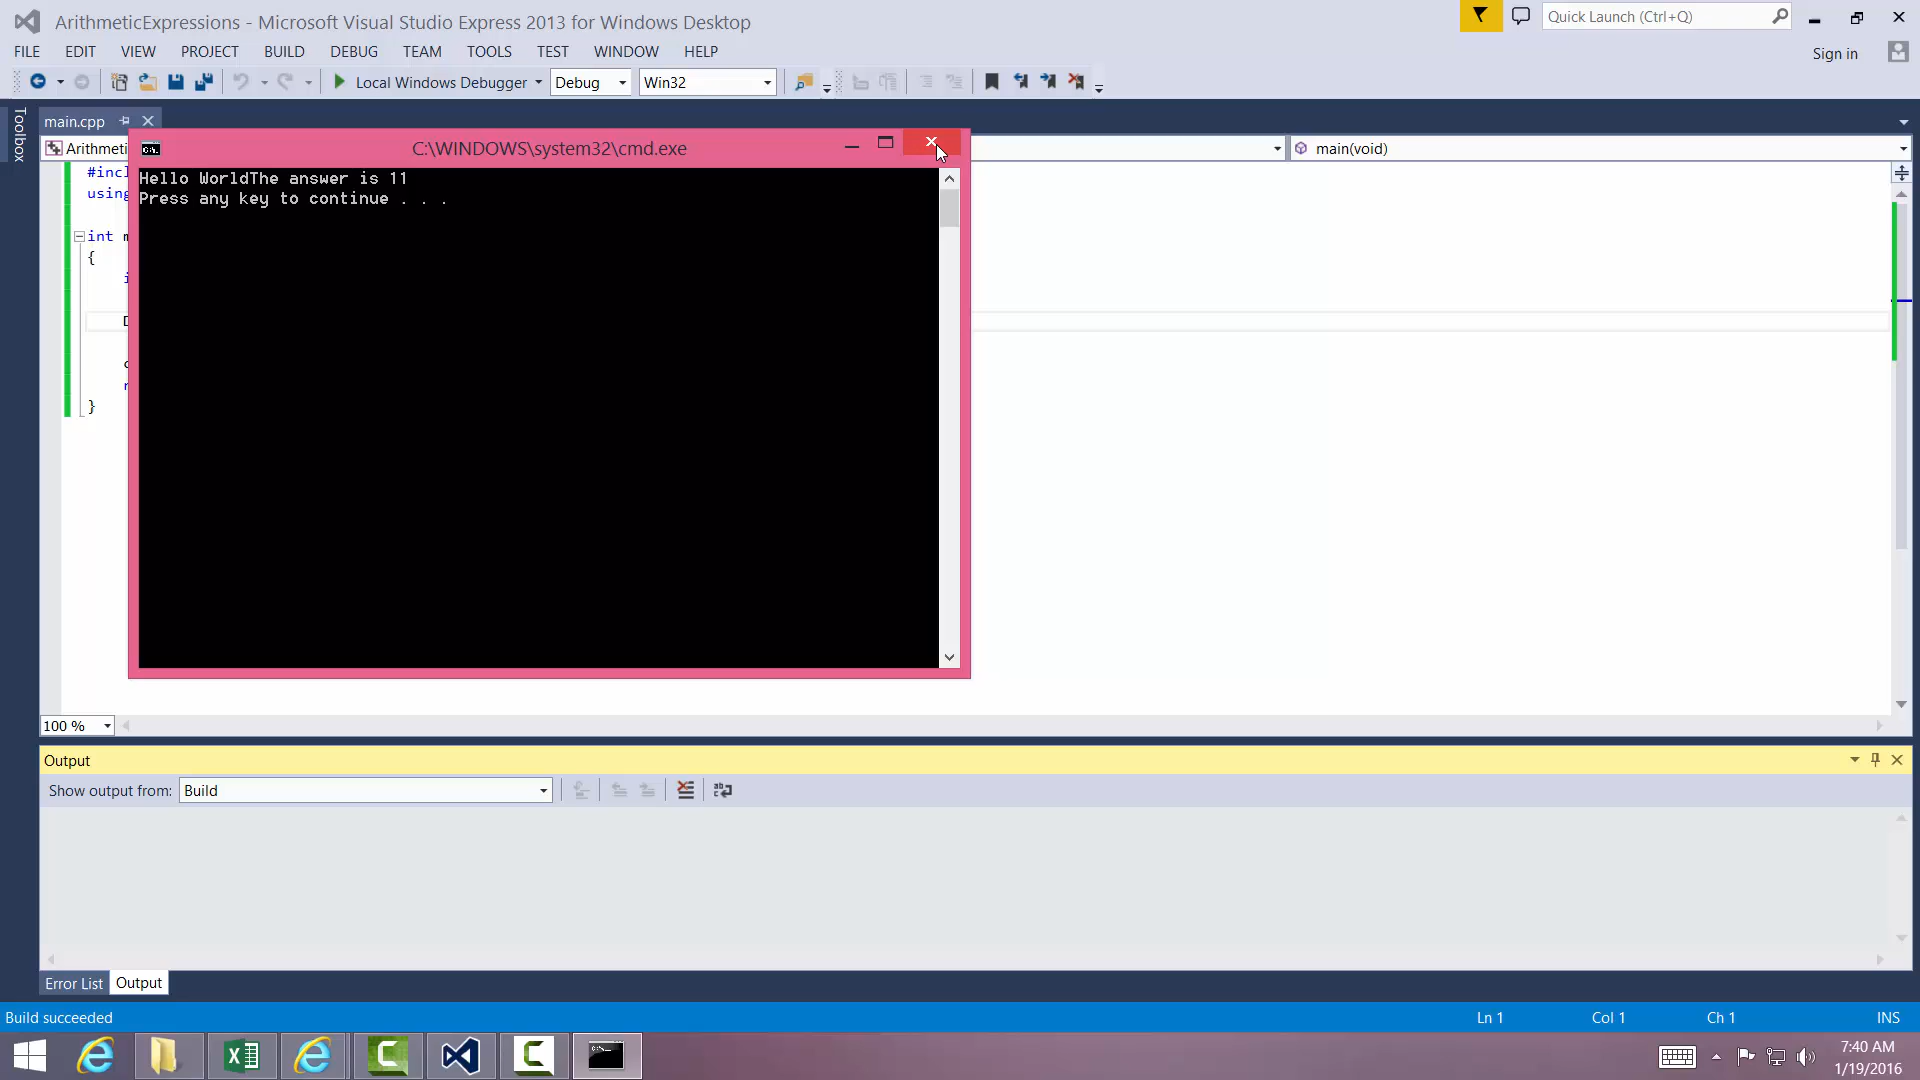 ArithmeticExpressions - Microsoft Visual Studio Express 2013 for Windows Desktop
Quick Launch (Ctrl+Q)
FILE EDIT VIEW PROJECT BUILD DEBUG TEAM TOOLS TEST WINDOW HELP
Sign in
Local Windows Debugger Debug Win32
Toolbox
main.cpp
Arithmeti
main(void)
C:\WINDOWS\system32\cmd.exe
Hello WorldThe answer is 11
Press any key to continue . . .
#incl
using
int m
{
i
D
c
r
}
100 %
Output
Show output from: Build
Error List Output
Build succeeded
Ln 1 Col 1 Ch 1 INS
7:40 AM
1/19/2016